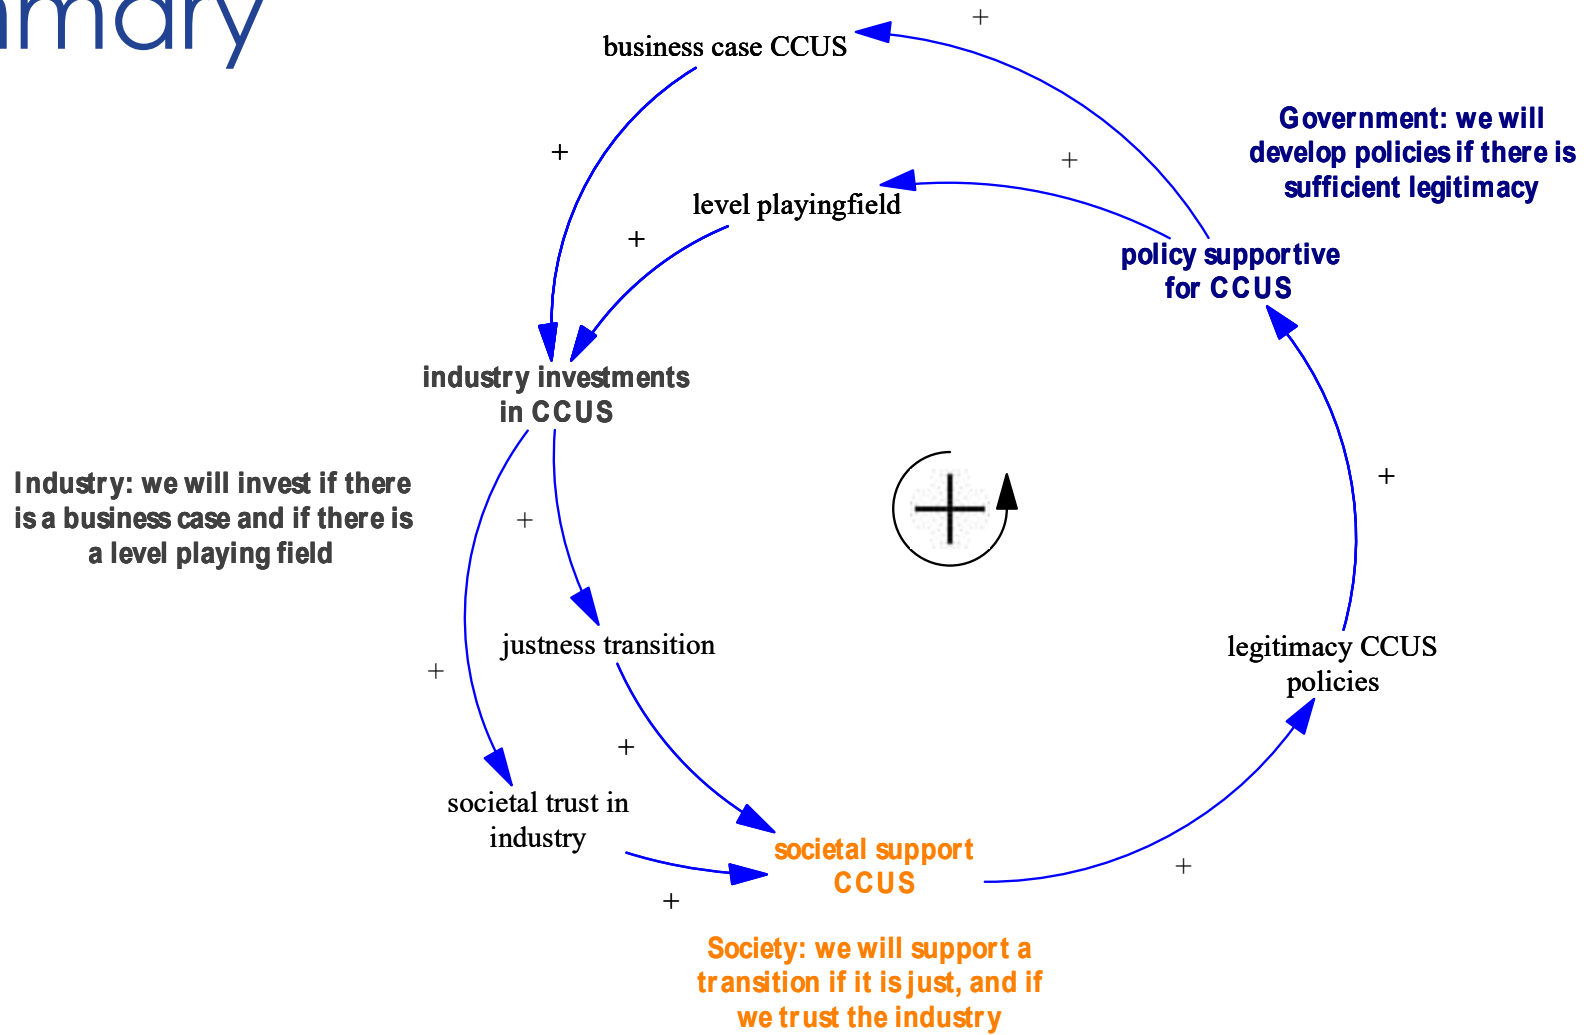 +
business case CCUS
Government: we will
develop policies if there is
sufficient legitimacy
+
+
level playingfield
+
policy supportive
for CCUS
industry investments
in CCUS
Industry: we will invest if there
is a business case and if there is
a level playing field
+
+
+
justness transition
legitimacy CCUS
policies
+
+
societal trust in
industry
societal support
CCUS
+
+
Society: we will support a
transition if it is just, and if
we trust the industry